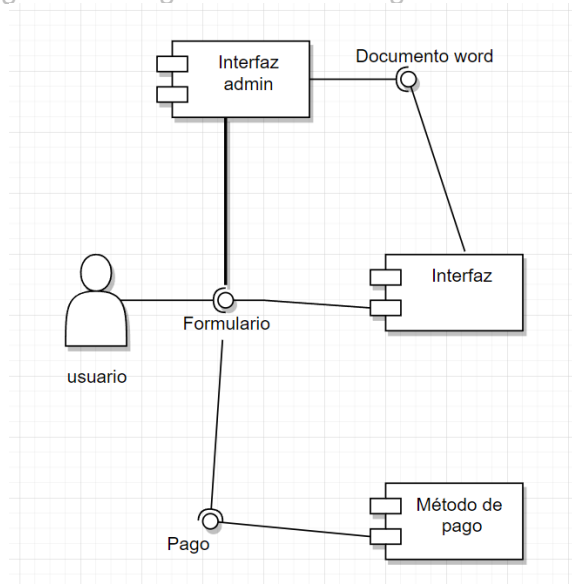 Documento word
Interfaz
admin
Interfaz
Formulario
usuario
Método de
pago
Pago